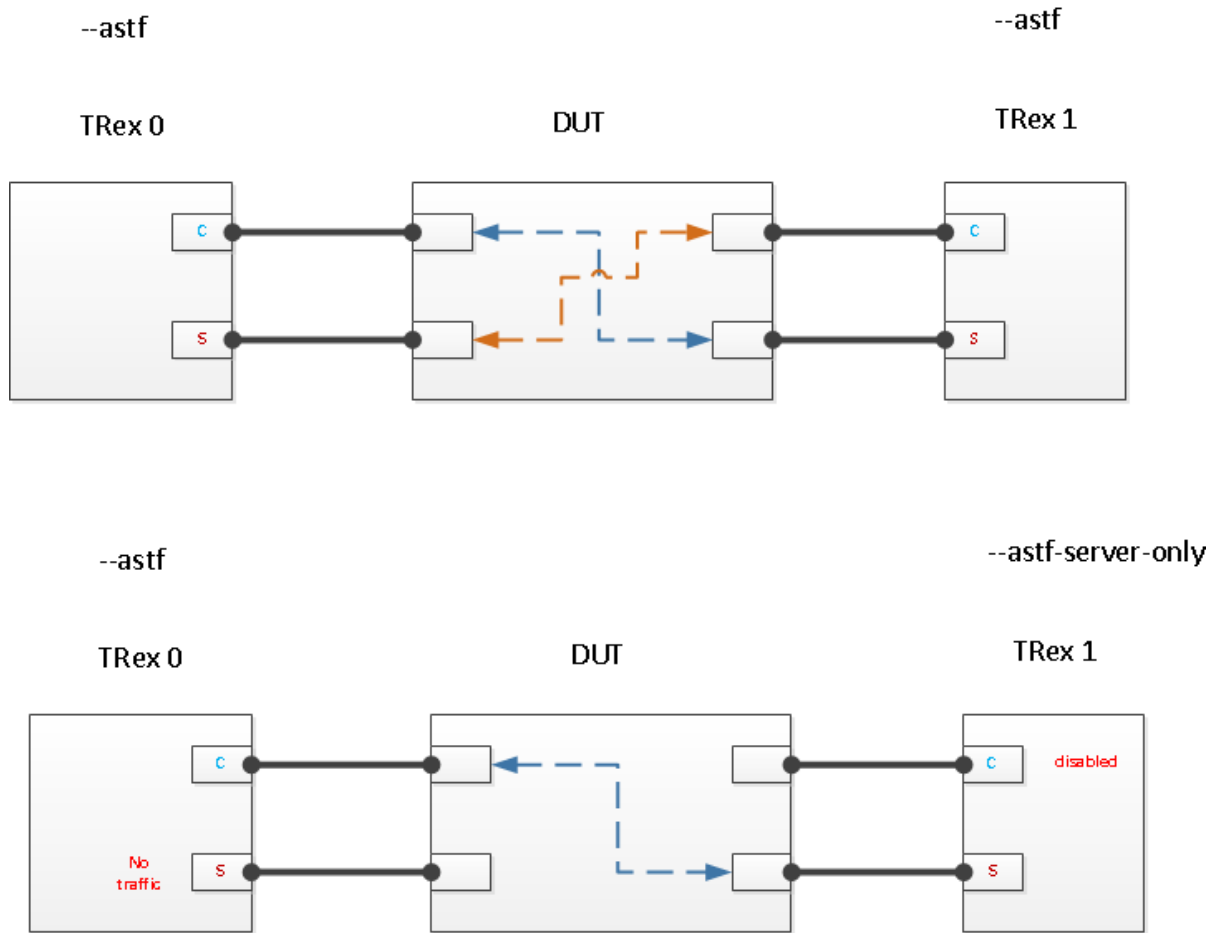 --astf
--astf
TRex 0
DUT
TRex 1
C
C
S
S
--astf
--astf-server-only
TRex 0
DUT
TRex 1
C
C
disabled
No
traffic
S
S